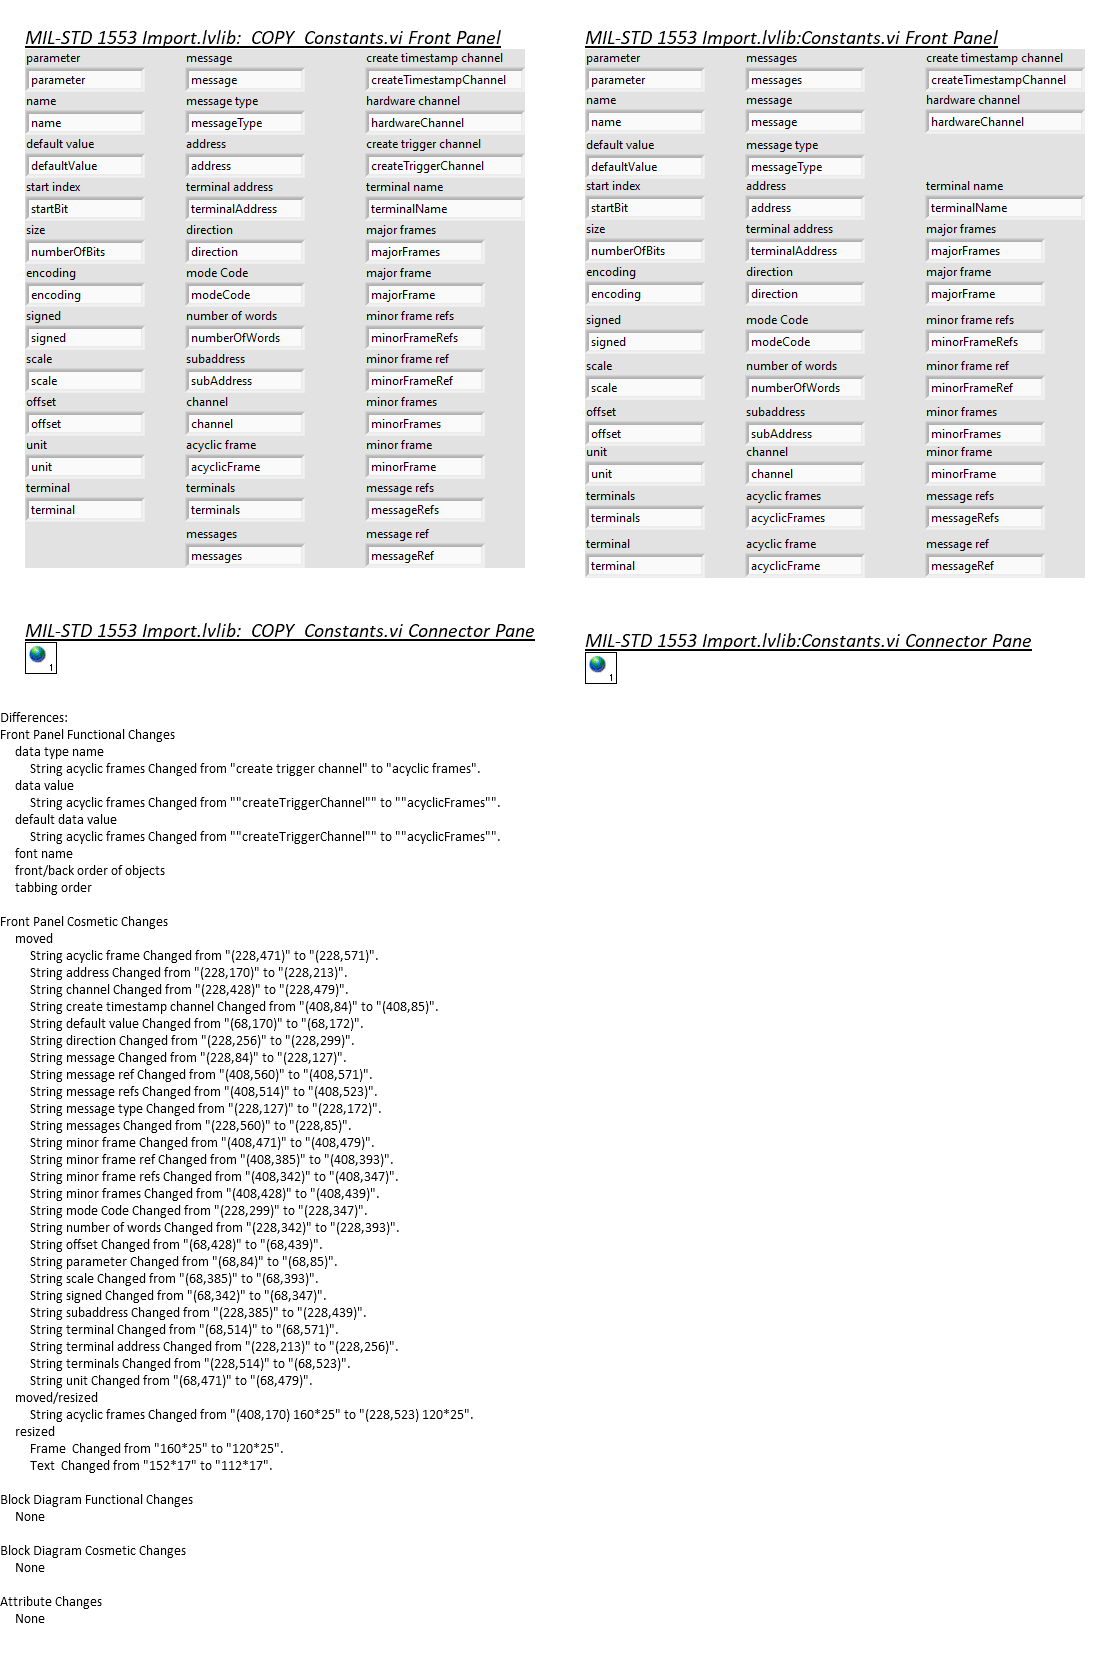 MIL-STD 1553 Import.lvlib:_COPY_Constants.vi Front Panel
parameter message create timestamp channel
parameter message createTimestampChannel
name message type hardware channel
name messageType hardwareChannel
default value address create trigger channel
defaultValue address createTriggerChannel
start index terminal address terminal name
startBit terminalAddress terminalName
size direction major frames
numberOfBits direction majorFrames
encoding mode Code major frame
encoding modeCode majorFrame
signed number of words minor frame refs
signed numberOfWords minorFrameRefs
scale subaddress minor frame ref
scale subAddress minorFrameRef
offset channel minor frames
offset channel minorFrames
unit acyclic frame minor frame
unit acyclicFrame minorFrame
terminal terminals message refs
terminal terminals messageRefs
messages message ref
messages messageRef
MIL-STD 1553 Import.lvlib:Constants.vi Front Panel
parameter messages create timestamp channel
parameter messages createTimestampChannel
name message hardware channel
name message hardwareChannel
default value message type
defaultValue messageType
start index address terminal name
startBit address terminalName
size terminal address major frames
numberOfBits terminalAddress majorFrames
encoding direction major frame
encoding direction majorFrame
signed mode Code minor frame refs
signed modeCode minorFrameRefs
scale number of words minor frame ref
scale numberOfWords minorFrameRef
offset subaddress minor frames
offset subAddress minorFrames
unit channel minor frame
unit channel minorFrame
terminals acyclic frames message refs
terminals acyclicFrames messageRefs
terminal acyclic frame message ref
terminal acyclicFrame messageRef
MIL-STD 1553 Import.lvlib:_COPY_Constants.vi Connector Pane
1
MIL-STD 1553 Import.lvlib:Constants.vi Connector Pane
1
Differences:
Front Panel Functional Changes
data type name
String acyclic frames Changed from "create trigger channel" to "acyclic frames".
data value
String acyclic frames Changed from ""createTriggerChannel"" to ""acyclicFrames"".
default data value
String acyclic frames Changed from ""createTriggerChannel"" to ""acyclicFrames"".
font name
front/back order of objects
tabbing order
Front Panel Cosmetic Changes
moved
String acyclic frame Changed from "(228,471)" to "(228,571)".
String address Changed from "(228,170)" to "(228,213)".
String channel Changed from "(228,428)" to "(228,479)".
String create timestamp channel Changed from "(408,84)" to "(408,85)".
String default value Changed from "(68,170)" to "(68,172)".
String direction Changed from "(228,256)" to "(228,299)".
String message Changed from "(228,84)" to "(228,127)".
String message ref Changed from "(408,560)" to "(408,571)".
String message refs Changed from "(408,514)" to "(408,523)".
String message type Changed from "(228,127)" to "(228,172)".
String messages Changed from "(228,560)" to "(228,85)".
String minor frame Changed from "(408,471)" to "(408,479)".
String minor frame ref Changed from "(408,385)" to "(408,393)".
String minor frame refs Changed from "(408,342)" to "(408,347)".
String minor frames Changed from "(408,428)" to "(408,439)".
String mode Code Changed from "(228,299)" to "(228,347)".
String number of words Changed from "(228,342)" to "(228,393)".
String offset Changed from "(68,428)" to "(68,439)".
String parameter Changed from "(68,84)" to "(68,85)".
String scale Changed from "(68,385)" to "(68,393)".
String signed Changed from "(68,342)" to "(68,347)".
String subaddress Changed from "(228,385)" to "(228,439)".
String terminal Changed from "(68,514)" to "(68,571)".
String terminal address Changed from "(228,213)" to "(228,256)".
String terminals Changed from "(228,514)" to "(68,523)".
String unit Changed from "(68,471)" to "(68,479)".
moved/resized
String acyclic frames Changed from "(408,170) 160*25" to "(228,523) 120*25".
resized
Frame Changed from "160*25" to "120*25".
Text Changed from "152*17" to "112*17".
Block Diagram Functional Changes
None
Block Diagram Cosmetic Changes
None
Attribute Changes
None